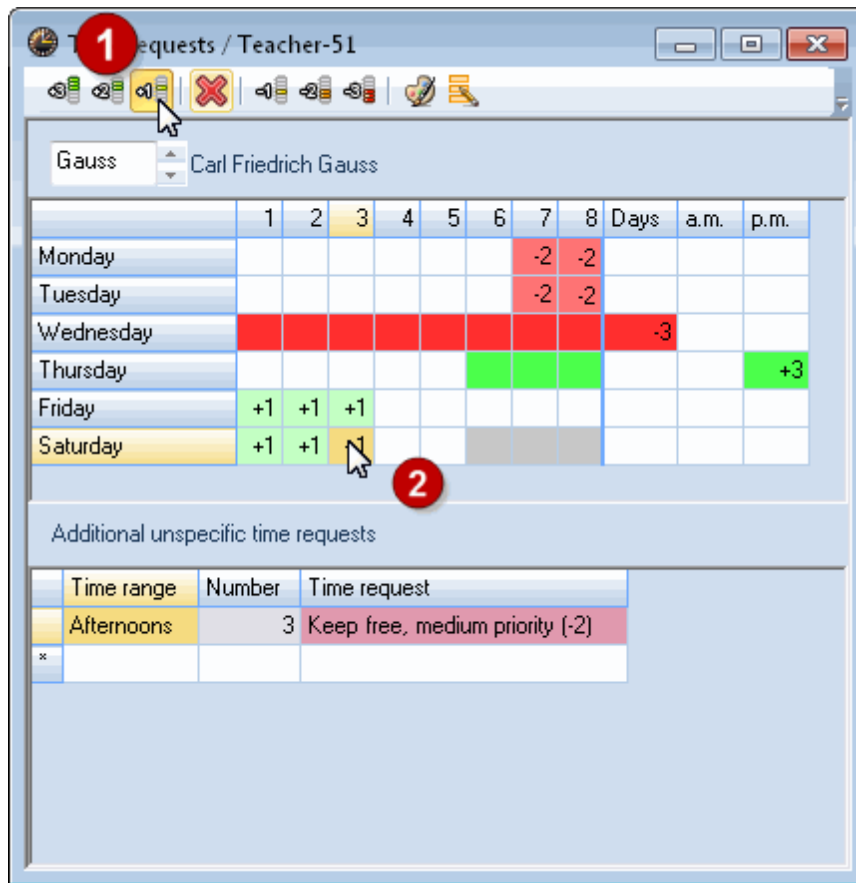 1
requests / Teacher-51
Gauss Carl Friedrich Gauss
1 2 3 4 5 6 7 8 Days a.m. p.m.
Monday -2 -2
Tuesday -2 -2
Wednesday -3
Thursday +3
Friday +1 +1 +1
Saturday +1 +1
2
Additional unspecific time requests
Time range Number Time request
Afternoons 3 Keep free, medium priority (-2)
*